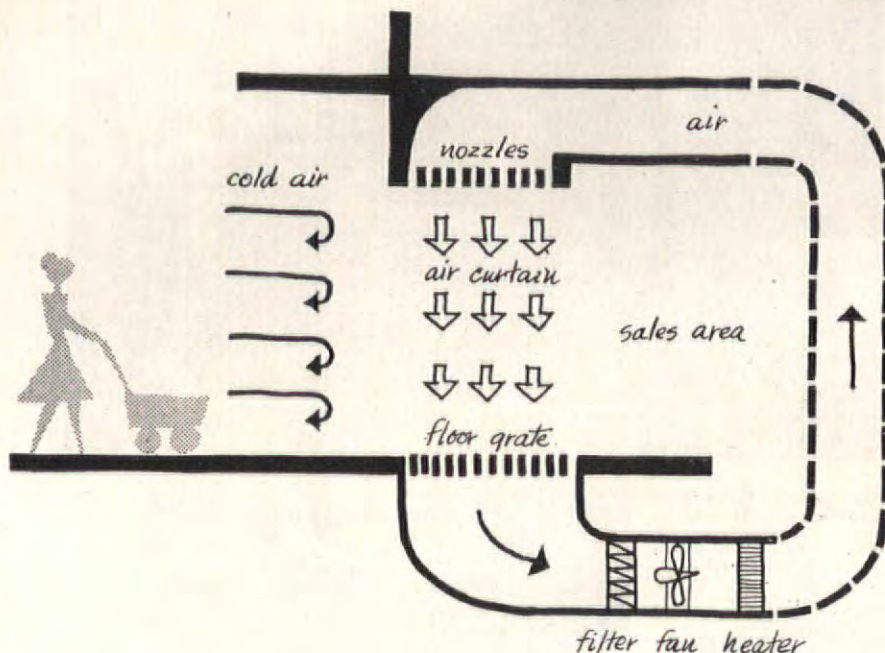 air
nozzles
cold air
air curtain
sales area
floor grate
filter fan heater